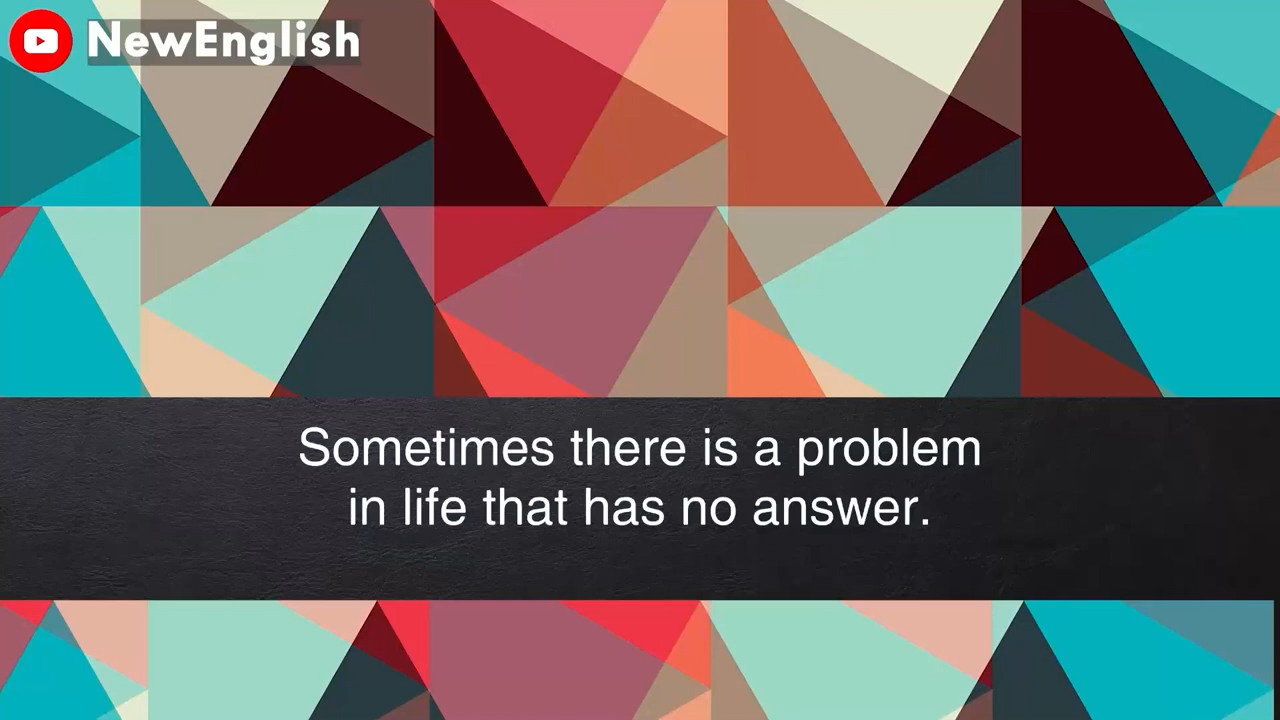 NewEnglish
Sometimes there is a problem
in life that has no answer.